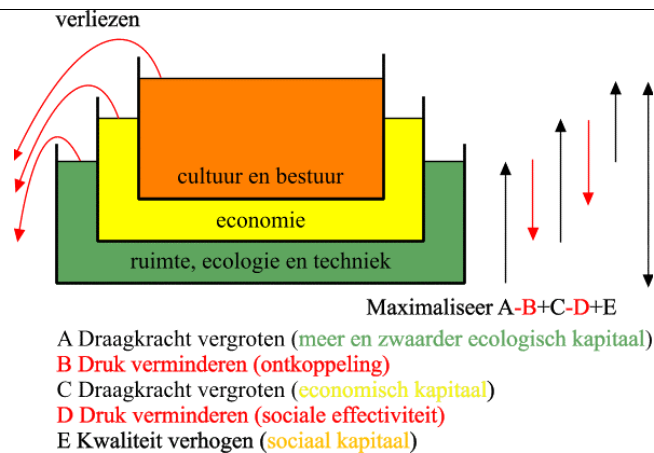 verliezen
cultuur en bestuur
economie
ruimte, ecologie en techniek
Maximaliseer A-B+C-D+E
A Draagkracht vergroten (meer en zwaarder ecologisch kapitaal)
B Druk verminderen (ontkoppeling)
C Draagkracht vergroten (economisch kapitaal)
D Druk verminderen (sociale effectiviteit)
E Kwaliteit verhogen (sociaal kapitaal)